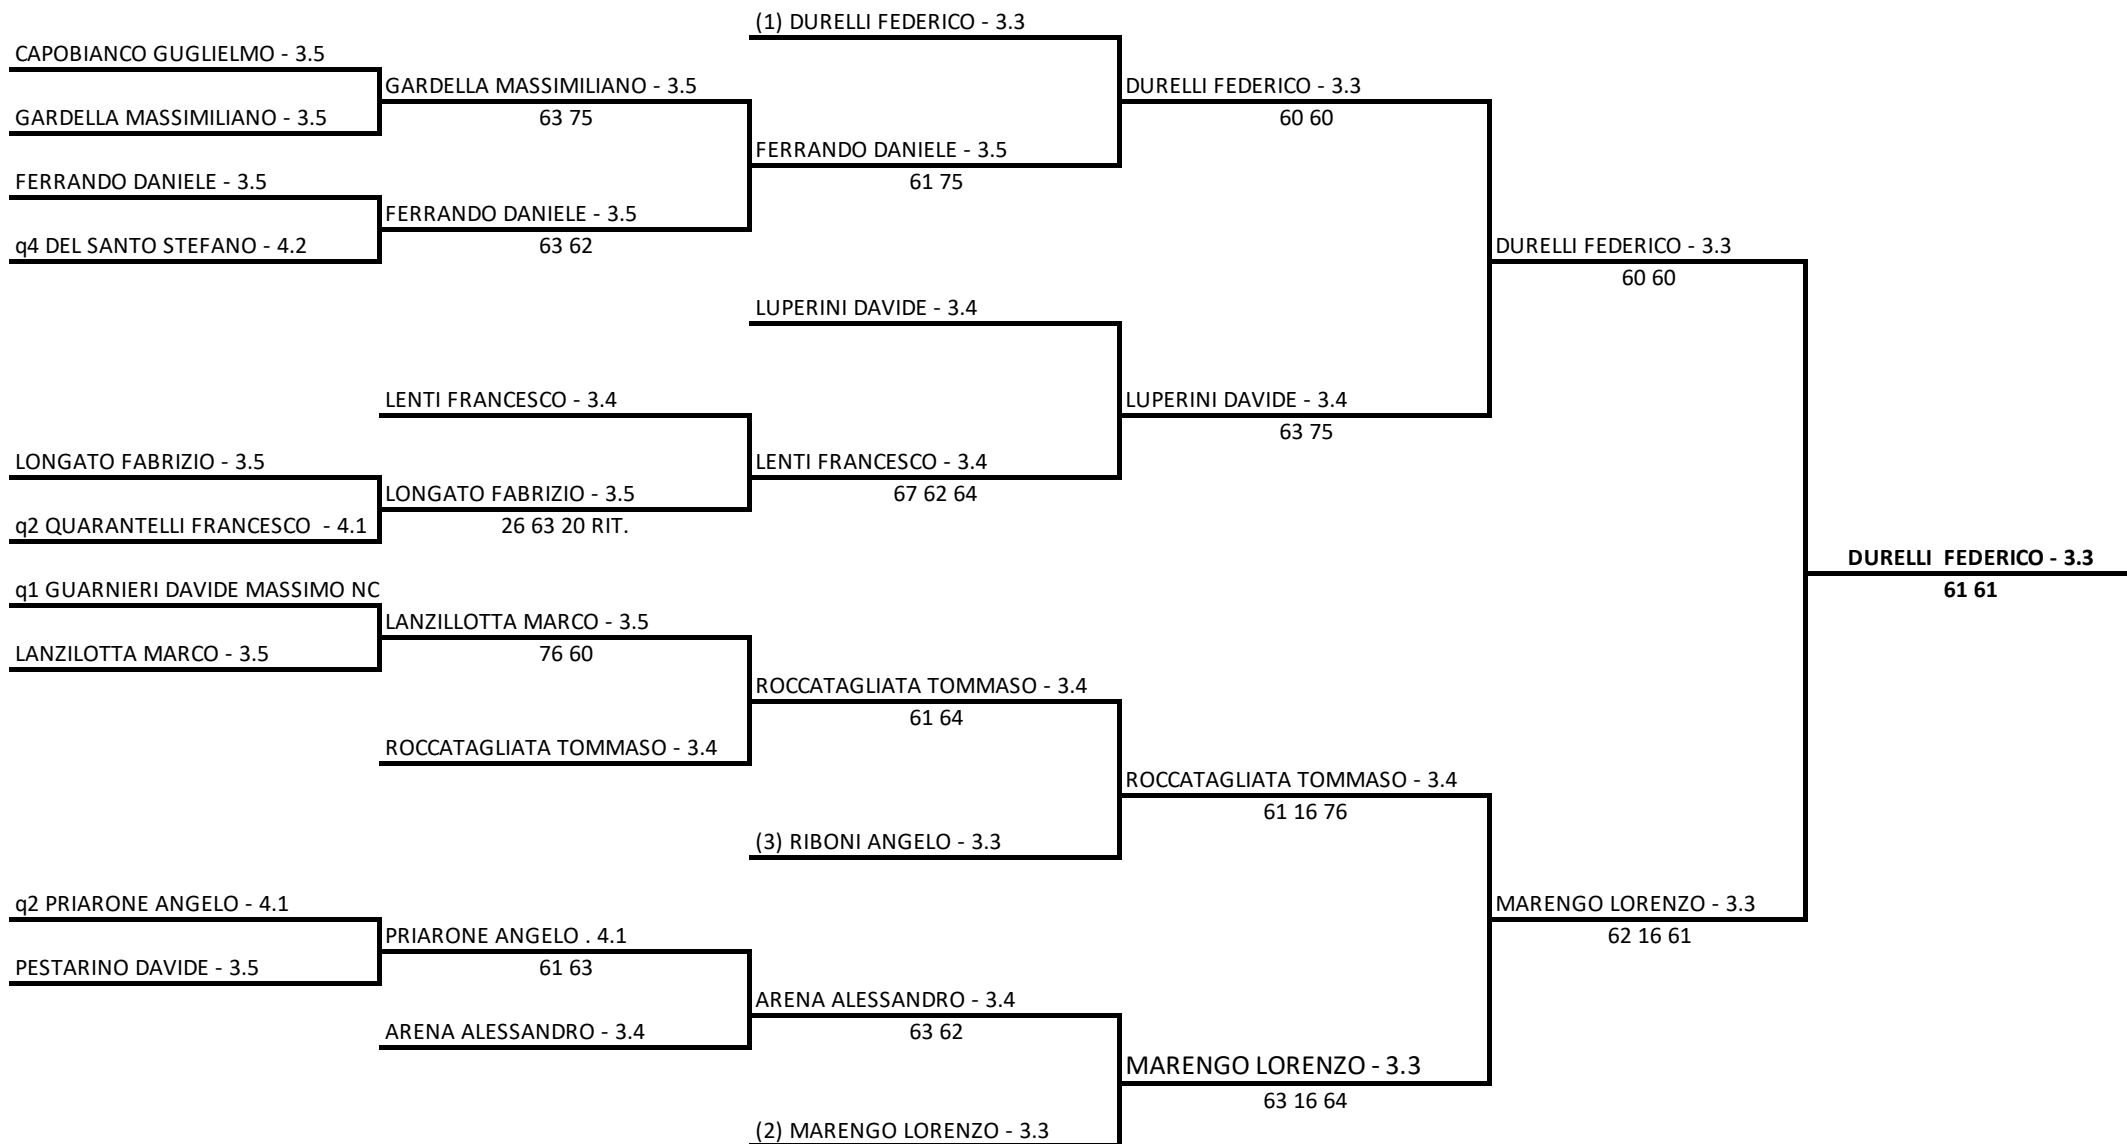 (1) DURELLI FEDERICO - 3.3
CAPOBIANCO GUGLIELMO - 3.5
GARDELLA MASSIMILIANO - 3.5
DURELLI FEDERICO - 3.3
GARDELLA MASSIMILIANO - 3.5
63 75
60 60
FERRANDO DANIELE - 3.5
FERRANDO DANIELE - 3.5
61 75
FERRANDO DANIELE - 3.5
q4 DEL SANTO STEFANO - 4.2
63 62
DURELLI FEDERICO - 3.3
60 60
LUPERINI DAVIDE - 3.4
LENTI FRANCESCO - 3.4
LUPERINI DAVIDE - 3.4
63 75
LONGATO FABRIZIO - 3.5
LENTI FRANCESCO - 3.4
LONGATO FABRIZIO - 3.5
67 62 64
q2 QUARANTELLI FRANCESCO  - 4.1
26 63 20 RIT.
DURELLI  FEDERICO - 3.3
q1 GUARNIERI DAVIDE MASSIMO NC
61 61
LANZILLOTTA MARCO - 3.5
LANZILOTTA MARCO - 3.5
76 60
ROCCATAGLIATA TOMMASO - 3.4
61 64
ROCCATAGLIATA TOMMASO - 3.4
ROCCATAGLIATA TOMMASO - 3.4
61 16 76
(3) RIBONI ANGELO - 3.3
q2 PRIARONE ANGELO - 4.1
MARENGO LORENZO - 3.3
PRIARONE ANGELO . 4.1
62 16 61
PESTARINO DAVIDE - 3.5
61 63
ARENA ALESSANDRO - 3.4
ARENA ALESSANDRO - 3.4
63 62
MARENGO LORENZO - 3.3
63 16 64
(2) MARENGO LORENZO - 3.3